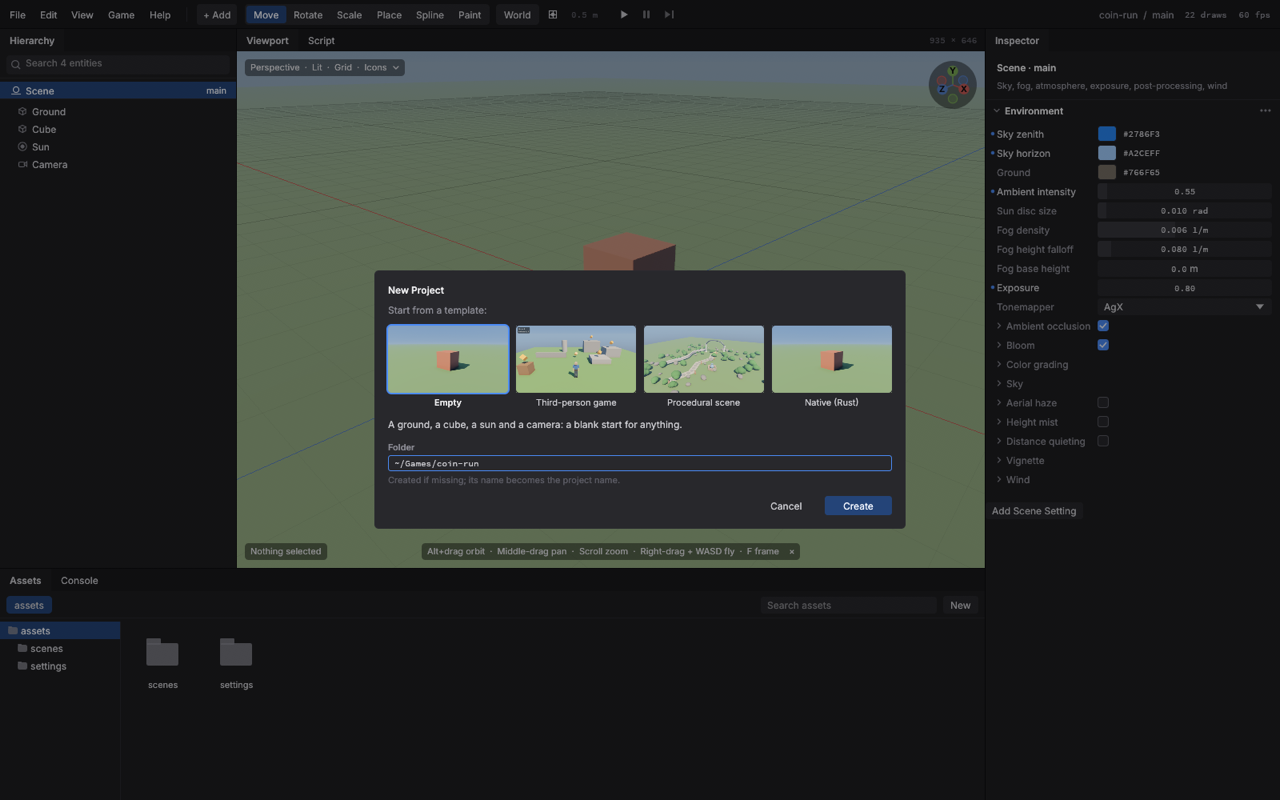 File Edit View Game Help + Add Move Rotate Scale Place Spline Paint World 0.5 m coin-run / main 22 draws 60 fps
Hierarchy
Search 4 entities
Scene main
Ground
Cube
Sun
Camera
Viewport Script 935 × 646
Perspective · Lit · Grid · Icons
Y
Z X
New Project
Start from a template:
Empty Third-person game Procedural scene Native (Rust)
A ground, a cube, a sun and a camera: a blank start for anything.
Folder
~/Games/coin-run
Created if missing; its name becomes the project name.
Cancel Create
Nothing selected
Alt+drag orbit · Middle-drag pan · Scroll zoom · Right-drag + WASD fly · F frame ×
Inspector
Scene · main
Sky, fog, atmosphere, exposure, post-processing, wind
Environment
Sky zenith #2786F3
Sky horizon #A2CEFF
Ground #766F65
Ambient intensity 0.55
Sun disc size 0.010 rad
Fog density 0.006 1/m
Fog height falloff 0.080 1/m
Fog base height 0.0 m
Exposure 0.80
Tonemapper AgX
Ambient occlusion
Bloom
Color grading
Sky
Aerial haze
Height mist
Distance quieting
Vignette
Wind
Add Scene Setting
Assets Console
assets Search assets New
assets
scenes
settings
scenes settings